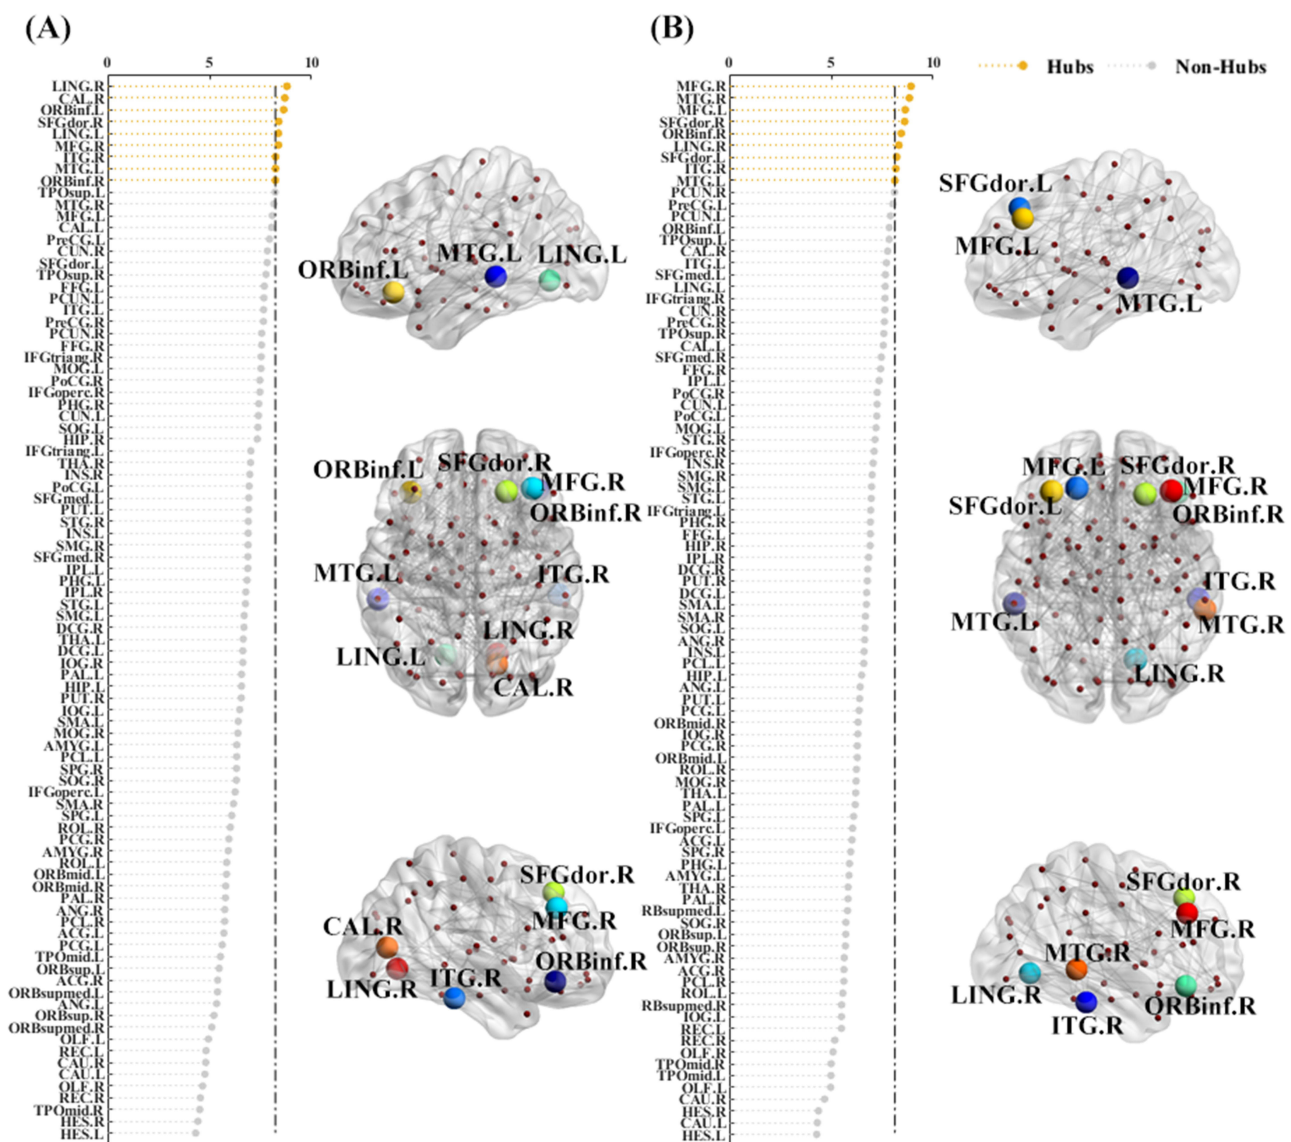 (A)
0 5 10
LING.R
CAL.R
ORBinf.L
SFGdor.R
LING.L
MFG.R
ITG.R
MTG.L
ORBinf.R
TPOsup.L
MTG.R
MFG.L
CAL.L
PreCG.L
CUN.R
SFGdor.L
TPOsup.R
FFG.L
PCUN.L
ITG.L
PreCG.R
PCUN.R
FFG.R
IFGtriang.R
MOG.L
PoCG.R
IFGoperc.R
PHG.R
CUN.L
SOG.L
HIP.R
IFGtriang.L
THA.R
INS.R
PoCG.L
SFGmed.L
PUT.L
STG.R
INS.L
SMG.R
SFGmed.R
IPL.L
PHG.L
IPL.R
STG.L
SMG.L
DCG.R
THA.L
DCG.L
IOG.R
PAL.L
HIP.L
PUT.R
IOG.L
SMA.L
MOG.R
AMYG.L
PCL.L
SPG.R
SOG.R
IFGoperc.L
SMA.R
SPG.L
ROL.R
PCG.R
AMYG.R
ROL.L
ORBmid.L
ORBmid.R
PAL.R
ANG.R
PCL.R
ACG.L
PCG.L
TPOmid.L
ORBsup.L
ACG.R
ORBsupmed.L
ANG.L
ORBsup.R
ORBsupmed.R
OLF.L
REC.L
CAU.R
CAU.L
OLF.R
REC.R
TPOmid.R
HES.R
HES.L
ORBinf.L
MTG.L
LING.L
ORBinf.L
SFGdor.R
MFG.R
ORBinf.R
MTG.L
ITG.R
LING.R
LING.L
CAL.R
SFGdor.R
MFG.R
CAL.R
ORBinf.R
ITG.R
LING.R
(B)
0 5 10
Hubs
Non-Hubs
MFG.R
MTG.R
MFG.L
SFGdor.R
ORBinf.R
LING.R
SFGdor.L
ITG.R
MTG.L
PCUN.R
PreCG.L
PCUN.L
ORBinf.L
TPOsup.L
CAL.R
ITG.L
SFGmed.L
LING.L
IFGtriang.R
CUN.R
PreCG.R
TPOsup.R
CAL.L
SFGmed.R
FFG.R
IPL.L
PoCG.R
CUN.L
PoCG.L
MOG.L
STG.R
IFGoperc.R
INS.R
SMG.R
SMG.L
STG.L
IFGtriang.L
PHG.R
FFG.L
HIP.R
IPL.R
DCG.R
PUT.R
DCG.L
SMA.L
SMA.R
SOG.L
ANG.R
INS.L
PCL.L
HIP.L
ANG.L
PUT.L
PCG.L
ORBmid.R
IOG.R
PCG.R
ORBmid.L
ROL.R
MOG.R
THA.L
PAL.L
SPG.L
IFGoperc.L
ACG.L
SPG.R
PHG.L
AMYG.L
THA.R
PAL.R
RBsupmed.L
SOG.R
ORBsup.L
ORBsup.R
AMYG.R
ACG.R
PCL.R
ROL.L
RBsupmed.R
IOG.L
REC.L
REC.R
OLF.R
TPOmid.R
TPOmid.L
OLF.L
CAU.R
HES.R
CAU.L
HES.L
SFGdor.L
MFG.L
MTG.L
MFG.L
SFGdor.R
MFG.R
SFGdor.L
ORBinf.R
ITG.R
MTG.L
MTG.R
LING.R
SFGdor.R
MFG.R
MTG.R
LING.R
ORBinf.R
ITG.R